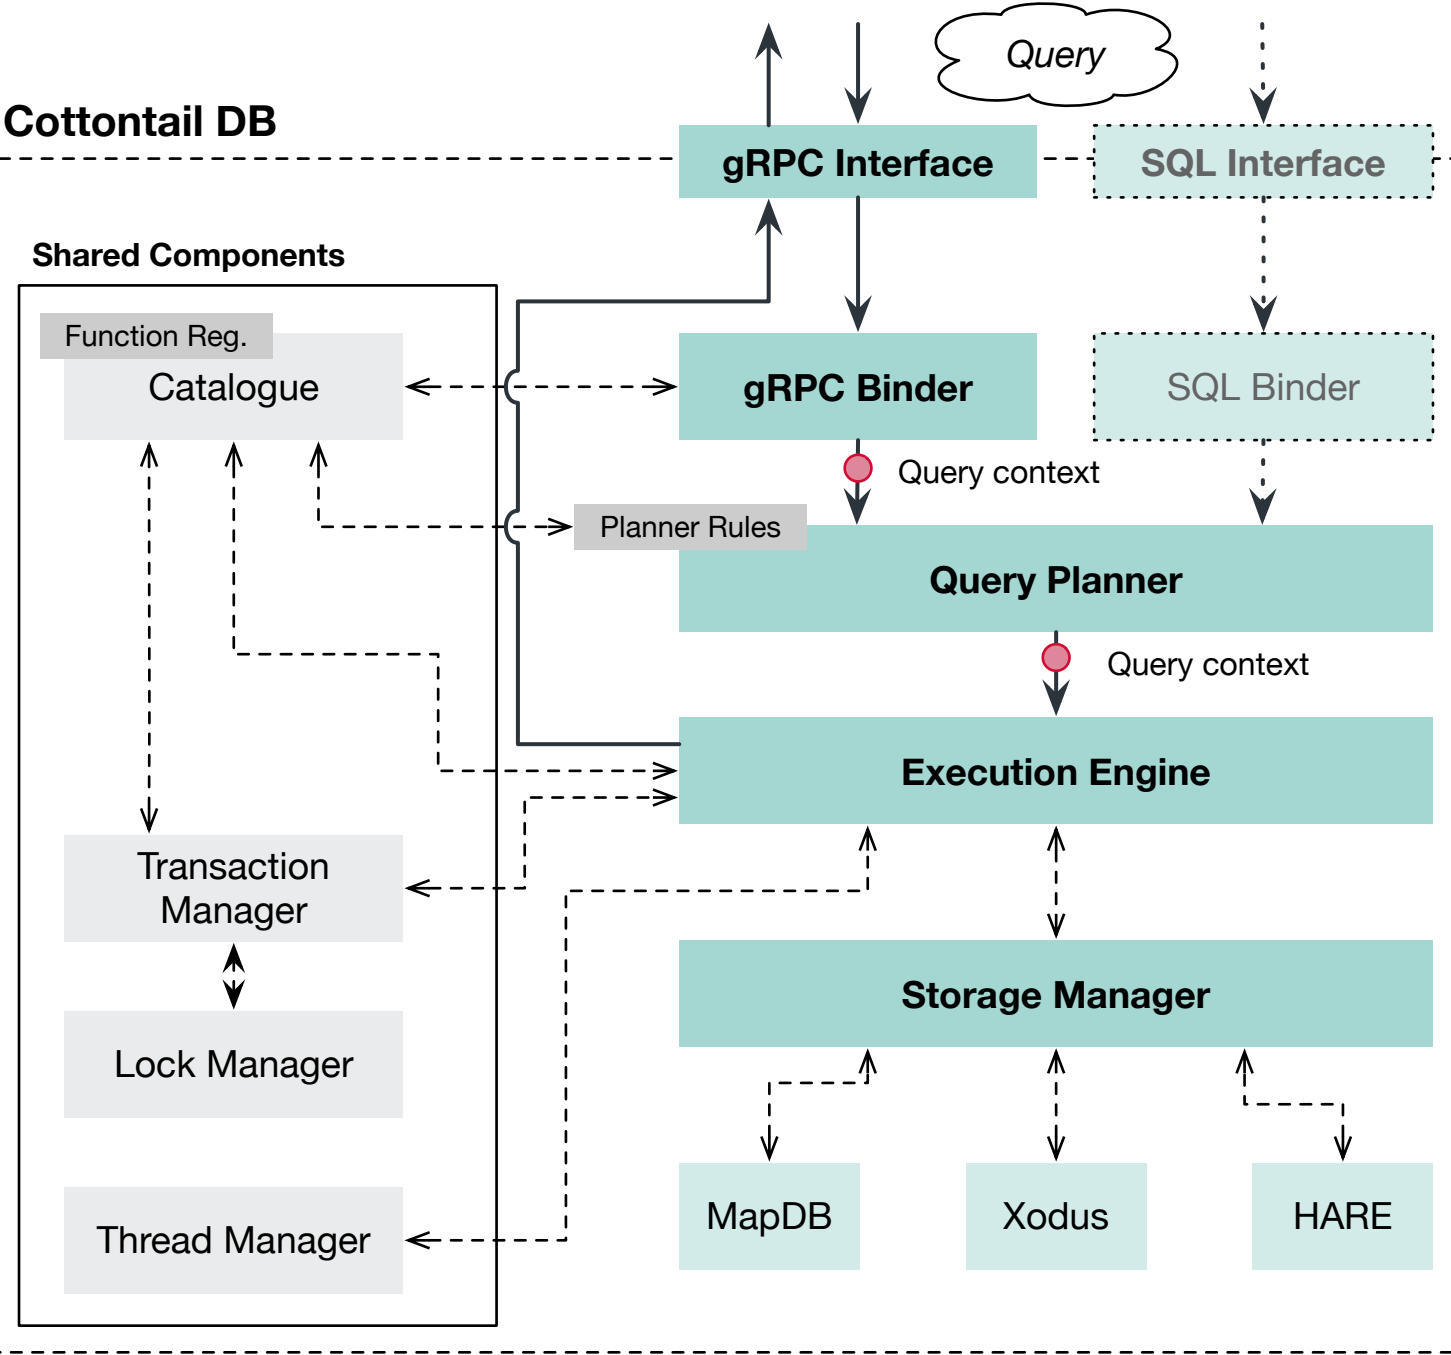 Query
Cottontail DB
gRPC Interface
SQL Interface
Shared Components
Function Reg.
Catalogue
gRPC Binder
SQL Binder
Query context
Planner Rules
Query Planner
Query context
Execution Engine
Transaction
Manager
Storage Manager
Lock Manager
MapDB
Xodus
HARE
Thread Manager